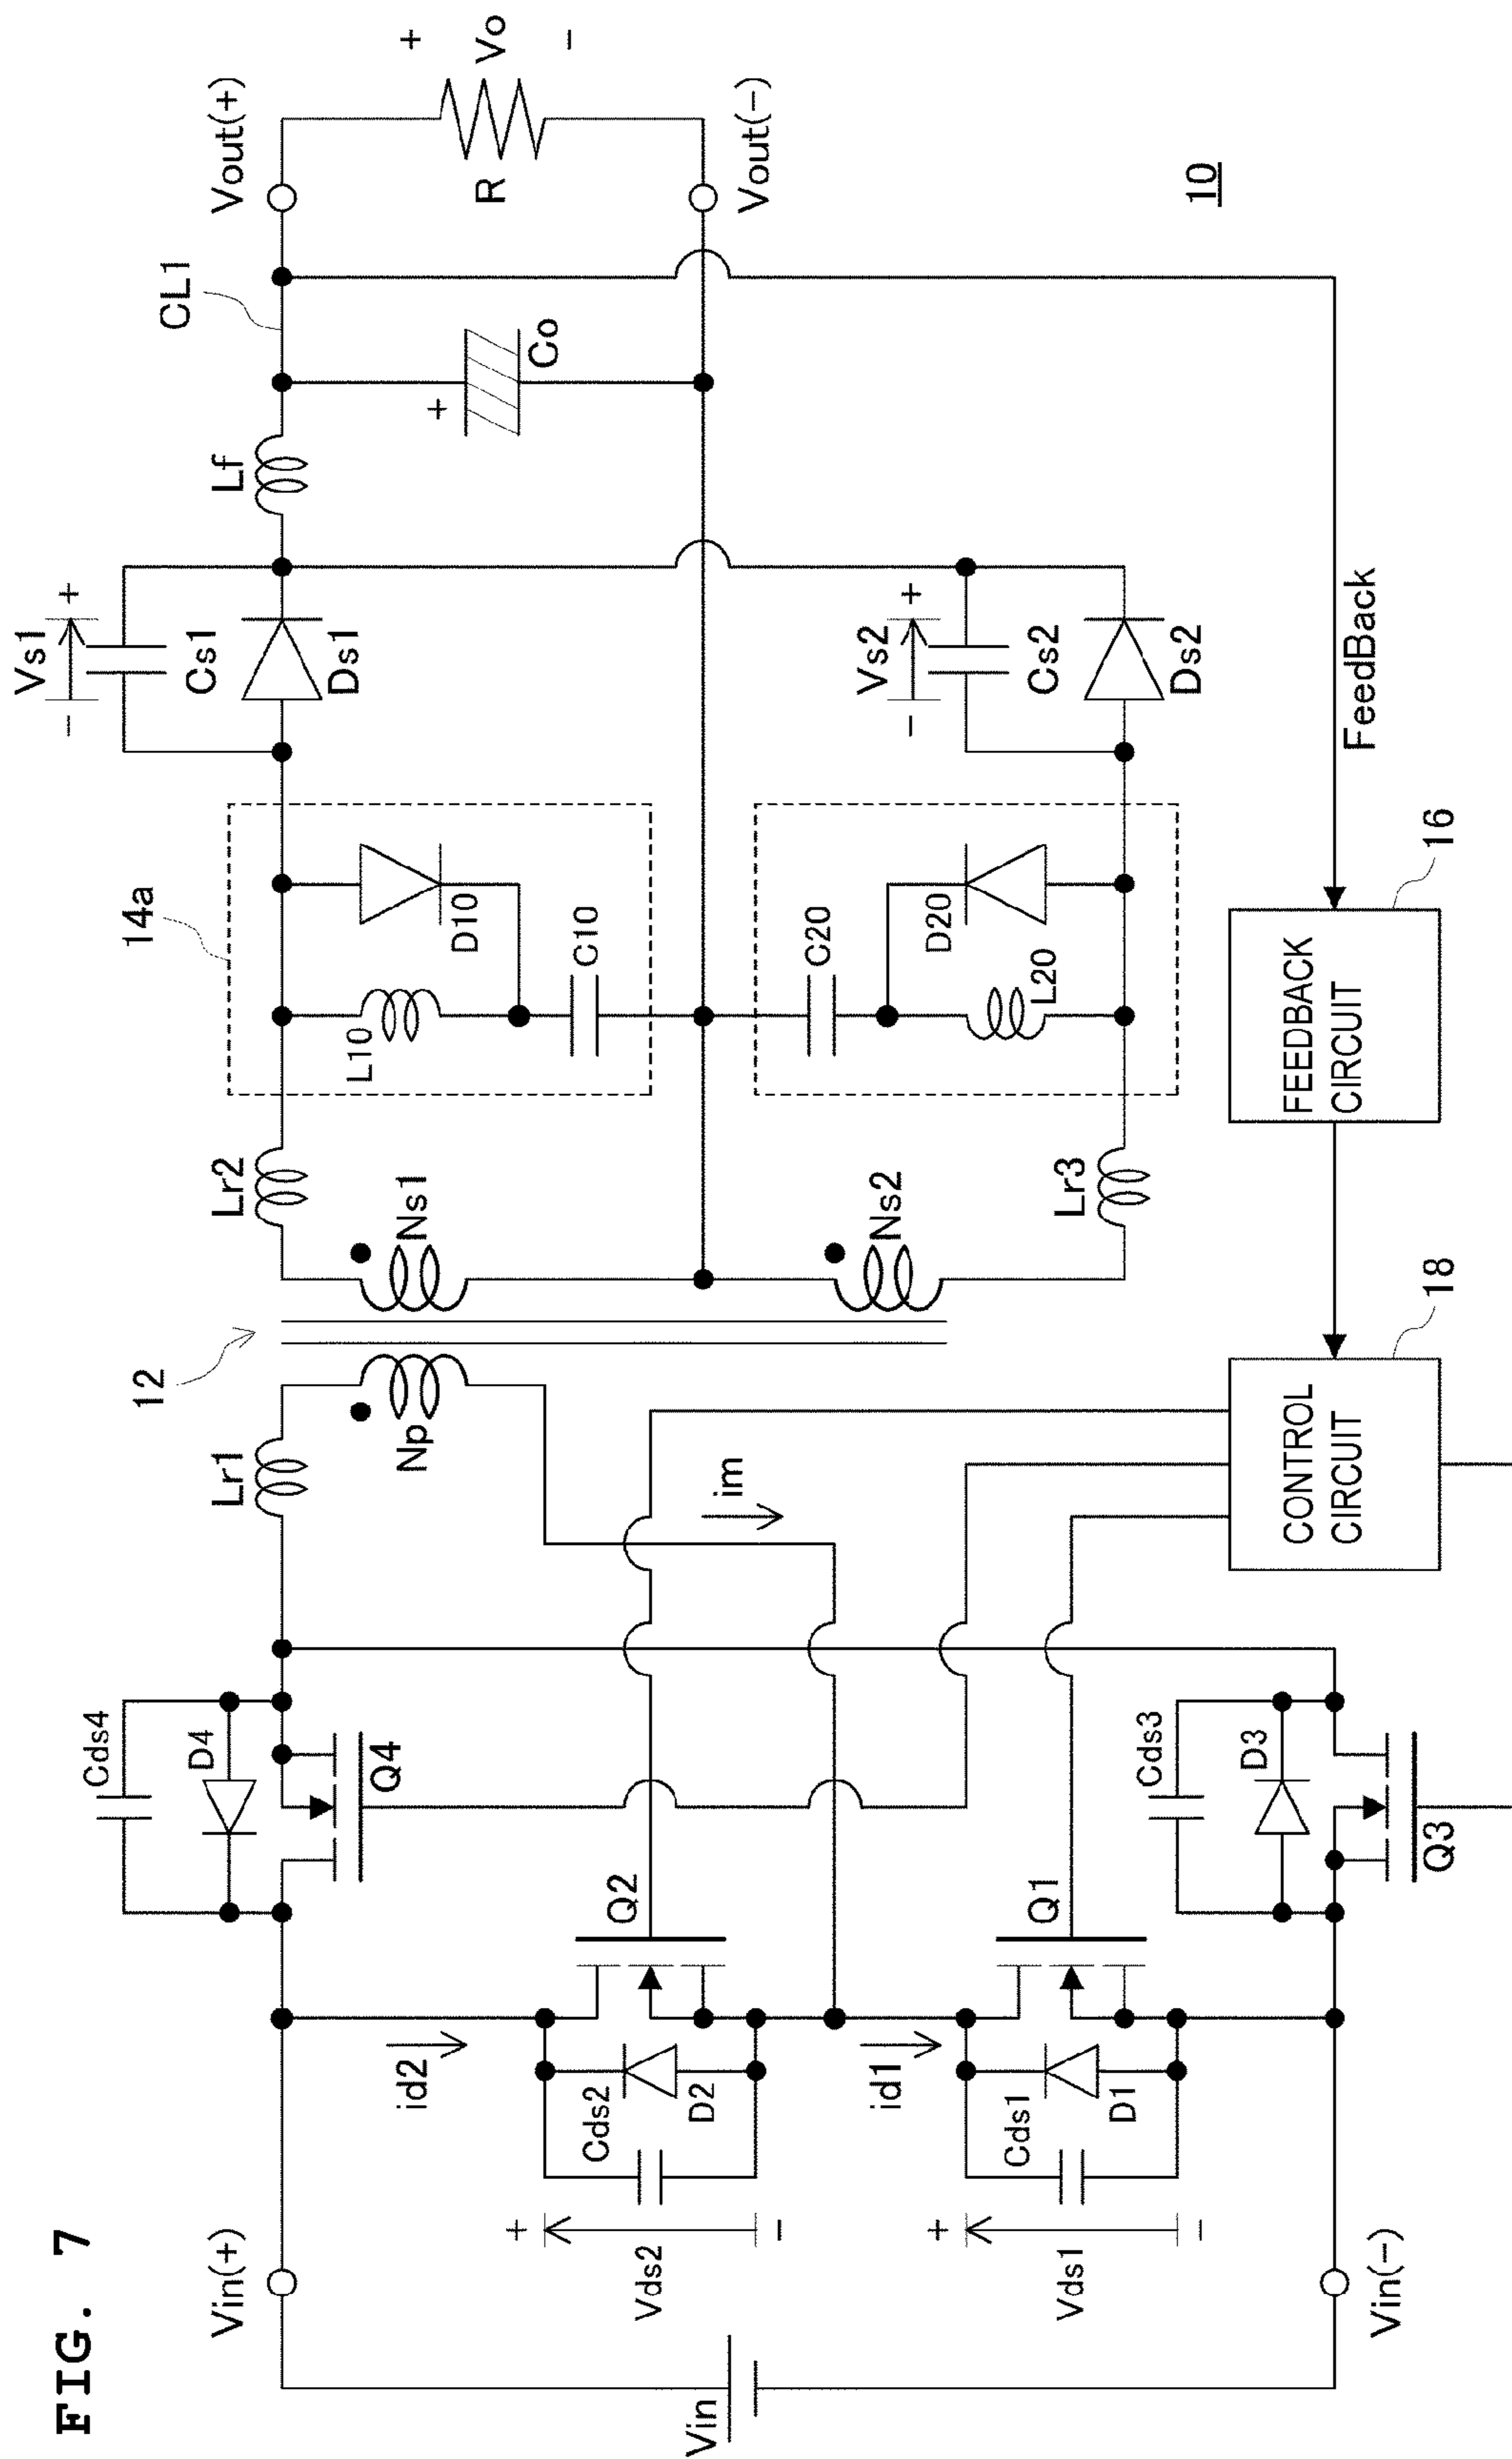 FIG. 7
Vin
Vin(+)
Vin(-)
Vds2
+
-
Vds1
+
-
id2
id1
Cds2
D2
Cds1
D1
Q2
Q1
Cds4
D4
Q4
Cds3
D3
Q3
im
Lr1
Np
12
Ns1
Ns2
Lr2
Lr3
14a
L10
D10
C10
C20
D20
L20
Vs1
-
+
Cs1
Ds1
Vs2
-
+
Cs2
Ds2
Lf
CL1
+
Co
Vout(+)
Vout(-)
R
+
Vo
-
10
FeedBack
FEEDBACK
CIRCUIT
16
CONTROL
CIRCUIT
18